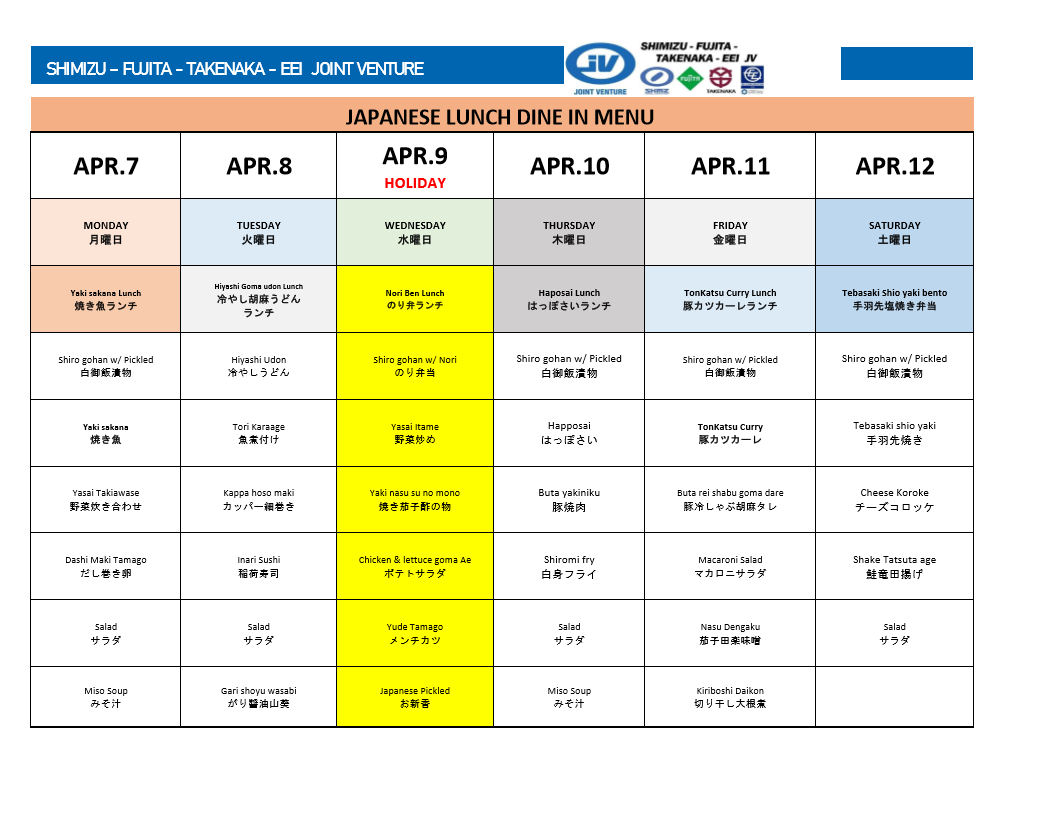 SHIMIZU – FUJITA - TAKENAKA – EEI JOINT VENTURE
JV
JOINT VENTURE
SHIMIZU - FUJITA -
TAKENAKA - EEI JV
FUJITA
TAKENAKA
JAPANESE LUNCH DINE IN MENU
APR.7
APR.8
APR.9
HOLIDAY
APR.10
APR.11
APR.12
MONDAY
月曜日
TUESDAY
火曜日
WEDNESDAY
水曜日
THURSDAY
木曜日
FRIDAY
金曜日
SATURDAY
土曜日
Yaki sakana Lunch
焼き魚ランチ
Hiyashi Goma udon Lunch
冷やし胡麻うどん
ランチ
Nori Ben Lunch
のり弁ランチ
Haposai Lunch
はっぽさいランチ
TonKatsu Curry Lunch
豚カツカーレランチ
Tebasaki Shio yaki bento
手羽先塩焼き弁当
Shiro gohan w/ Pickled
白御飯漬物
Hiyashi Udon
冷やしうどん
Shiro gohan w/ Nori
のり弁当
Shiro gohan w/ Pickled
白御飯漬物
Shiro gohan w/ Pickled
白御飯漬物
Shiro gohan w/ Pickled
白御飯漬物
Yaki sakana
焼き魚
Tori Karaage
魚煮付け
Yasai Itame
野菜炒め
Happosai
はっぽさい
TonKatsu Curry
豚カツカーレ
Tebasaki shio yaki
手羽先焼き
Yasai Takiawase
野菜炊き合わせ
Kappa hoso maki
カッパー細巻き
Yaki nasu su no mono
焼き茄子酢の物
Buta yakiniku
豚焼肉
Buta rei shabu goma dare
豚冷しゃぶ胡麻タレ
Cheese Koroke
チーズコロッケ
Dashi Maki Tamago
だし巻き卵
Inari Sushi
稲荷寿司
Chicken & lettuce goma Ae
ポテトサラダ
Shiromi fry
白身フライ
Macaroni Salad
マカロニサラダ
Shake Tatsuta age
鮭竜田揚げ
Salad
サラダ
Salad
サラダ
Yude Tamago
メンチカツ
Salad
サラダ
Nasu Dengaku
茄子田楽味噌
Salad
サラダ
Miso Soup
みそ汁
Gari shoyu wasabi
がり醤油山葵
Japanese Pickled
お新香
Miso Soup
みそ汁
Kiriboshi Daikon
切り干し大根煮